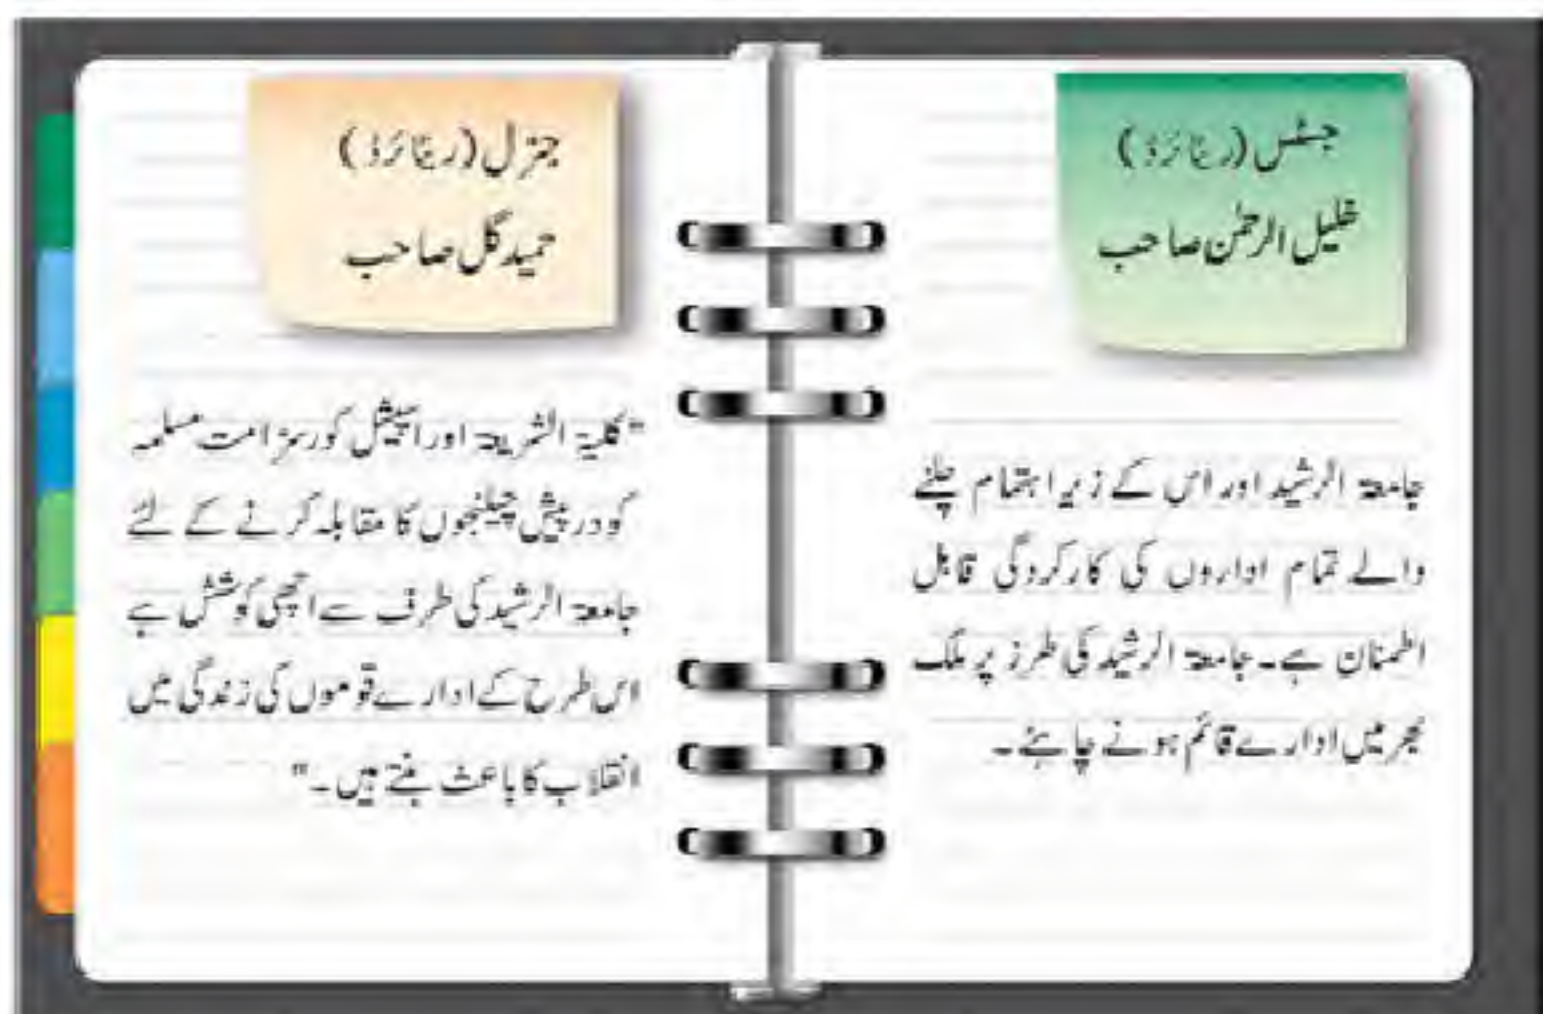 جسٹس (ریٹائرڈ)
خلیل الرحمٰن صاحب
جامعۃ الرشید اور اس کے زیر اہتمام چلنے
والے تمام اداروں کی کارکردگی قابل
اطمنان ہے۔ جامعۃ الرشید کی طرز پر ملک
بھر میں ادارے قائم ہونے چاہئے۔
جنرل (ریٹائرڈ)
حمید گل صاحب
"کلیۃ الشریعۃ اور اسپیشل کورسز امت مسلمہ
کو درپیش چیلنجوں کا مقابلہ کرنے کے لئے
جامعۃ الرشید کی طرف سے اچھی کوشش ہے
اس طرح کے ادارے قوموں کی زندگی میں
انقلاب کا باعث بنتے ہیں۔"